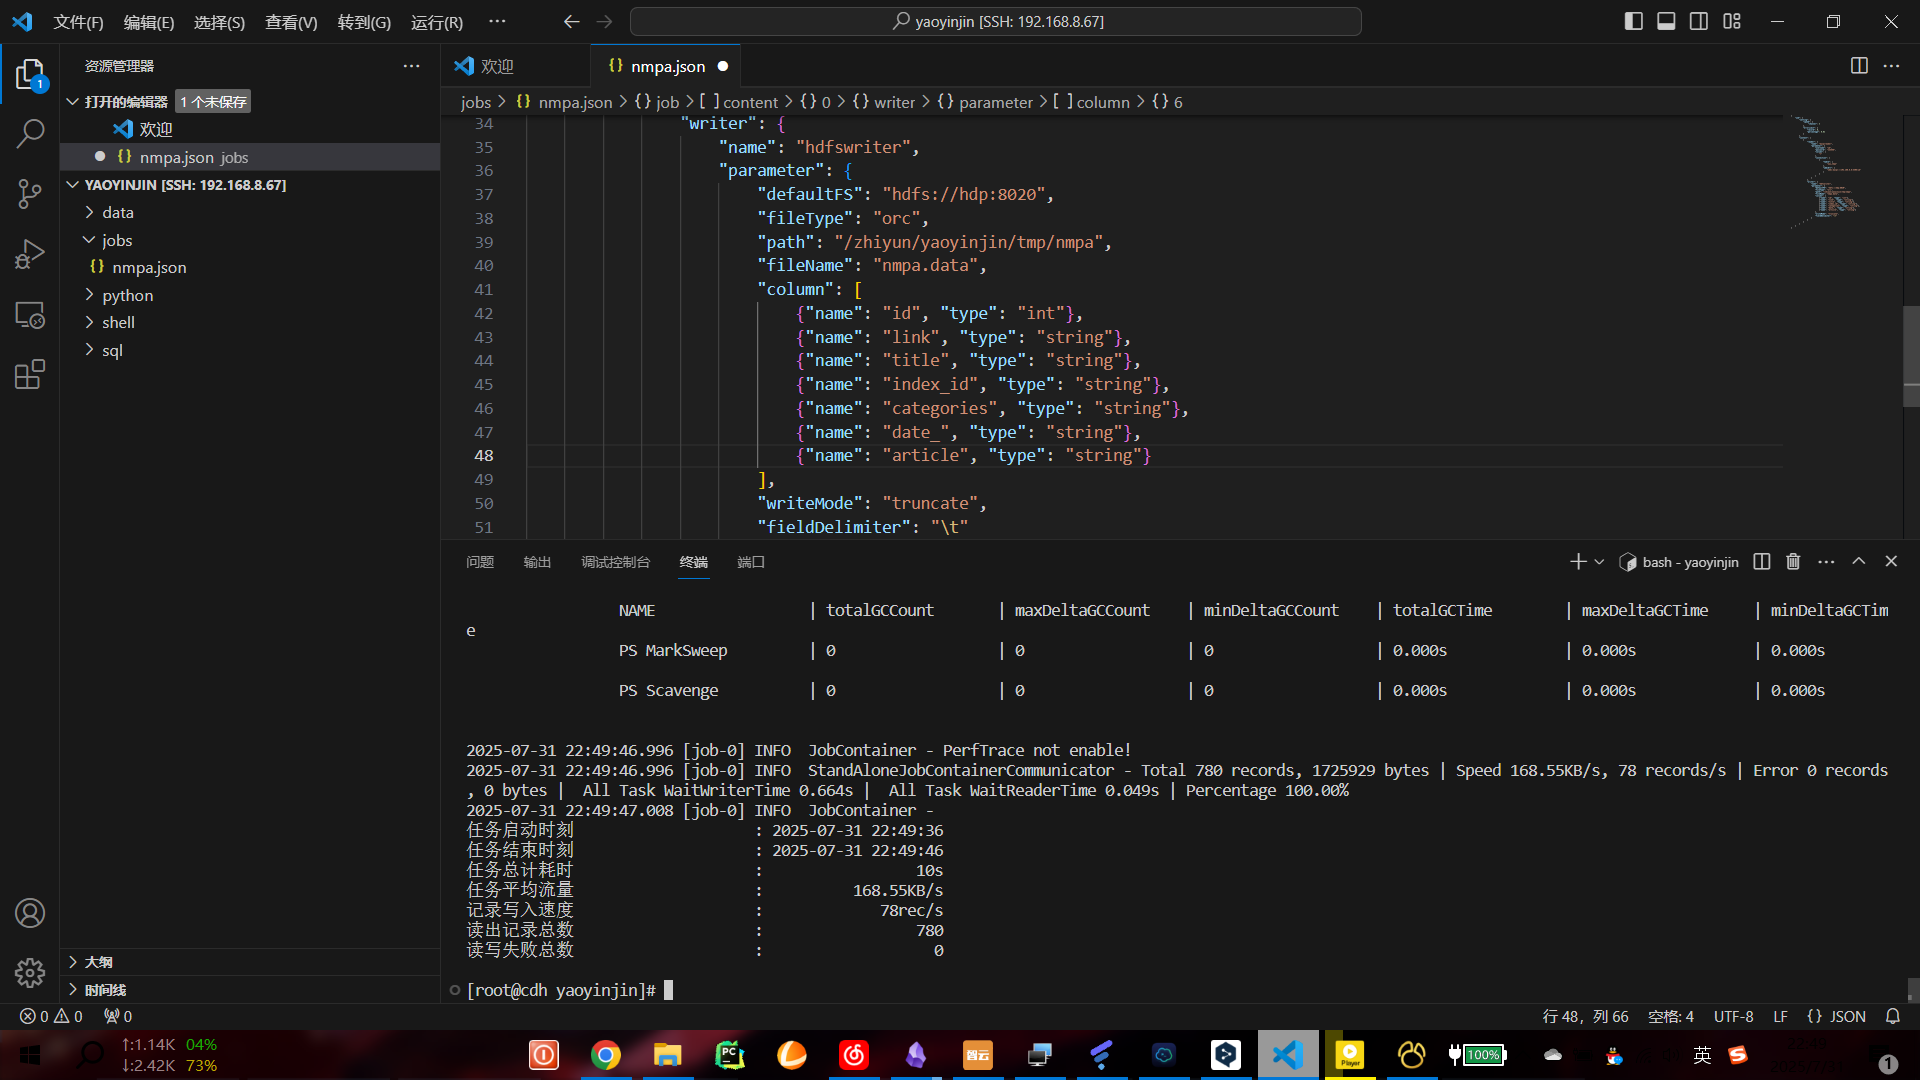 文件(F) 编辑(E) 选择(S) 查看(V) 转到(G) 运行(R) ··· yaoyinjin [SSH: 192.168.8.67]
资源管理器 ···
欢迎 {} nmpa.json
打开的编辑器 1 个未保存
欢迎
{} nmpa.json jobs
YAOYINJIN [SSH: 192.168.8.67]
data
jobs
{} nmpa.json
python
shell
sql
大纲
时间线
jobs > {} nmpa.json > {} job > [ ] content > {} 0 > {} writer > {} parameter > [ ] column > {} 6
34 "writer": {
35 "name": "hdfswriter",
36 "parameter": {
37 "defaultFS": "hdfs://hdp:8020",
38 "fileType": "orc",
39 "path": "/zhiyun/yaoyinjin/tmp/nmpa",
40 "fileName": "nmpa.data",
41 "column": [
42 {"name": "id", "type": "int"},
43 {"name": "link", "type": "string"},
44 {"name": "title", "type": "string"},
45 {"name": "index_id", "type": "string"},
46 {"name": "categories", "type": "string"},
47 {"name": "date_", "type": "string"},
48 {"name": "article", "type": "string"}
49 ],
50 "writeMode": "truncate",
51 "fieldDelimiter": "\t"
问题 输出 调试控制台 终端 端口 bash - yaoyinjin
NAME | totalGCCount | maxDeltaGCCount | minDeltaGCCount | totalGCTime | maxDeltaGCTime | minDeltaGCTim
e
PS MarkSweep | 0 | 0 | 0 | 0.000s | 0.000s | 0.000s
PS Scavenge | 0 | 0 | 0 | 0.000s | 0.000s | 0.000s
2025-07-31 22:49:46.996 [job-0] INFO JobContainer - PerfTrace not enable!
2025-07-31 22:49:46.996 [job-0] INFO StandAloneJobContainerCommunicator - Total 780 records, 1725929 bytes | Speed 168.55KB/s, 78 records/s | Error 0 records
, 0 bytes | All Task WaitWriterTime 0.664s | All Task WaitReaderTime 0.049s | Percentage 100.00%
2025-07-31 22:49:47.008 [job-0] INFO JobContainer -
任务启动时刻 : 2025-07-31 22:49:36
任务结束时刻 : 2025-07-31 22:49:46
任务总计耗时 : 10s
任务平均流量 : 168.55KB/s
记录写入速度 : 78rec/s
读出记录总数 : 780
读写失败总数 : 0
[root@cdh yaoyinjin]#
0 0 0 行 48, 列 66 空格: 4 UTF-8 LF {} JSON
↑:1.14K 04%
↓:2.42K 73%
PC 智云 Player 100% 英 1